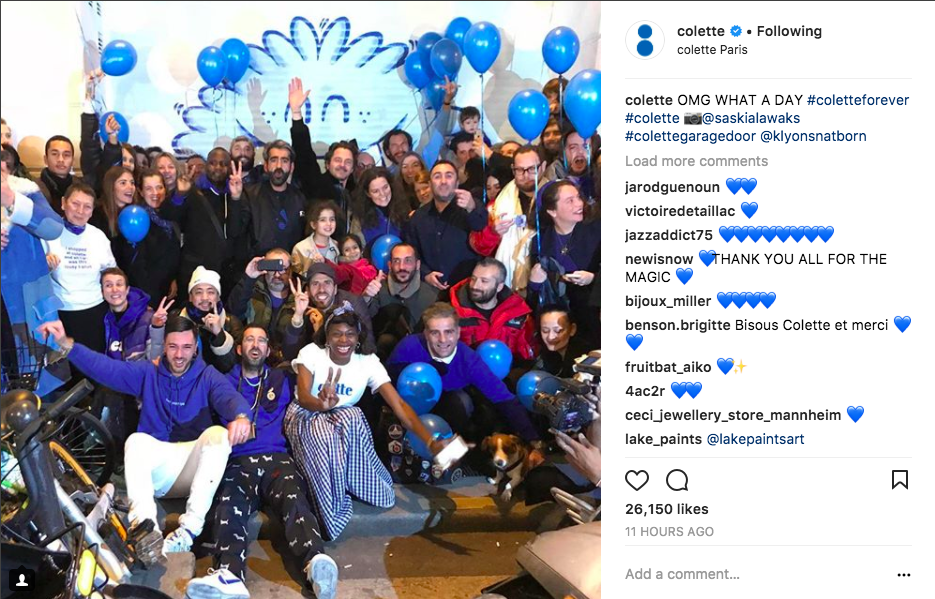 colette • Following
colette Paris
colette OMG WHAT A DAY #coletteforever
#colette 📷@saskialawaks
#colettegaragedoor @klyonsnatborn
Load more comments
jarodguenoun 💙💙
victoiredetaillac 💙
jazzaddict75 💙💙💙💙💙💙💙💙💙
newisnow 💙THANK YOU ALL FOR THE
MAGIC 💙
bijoux_miller 💙💙💙💙
benson.brigitte Bisous Colette et merci 💙
💙
fruitbat_aiko 💙✨
4ac2r 💙💙
ceci_jewellery_store_mannheim 💙
lake_paints @lakepaintsart
26,150 likes
11 HOURS AGO
Add a comment...